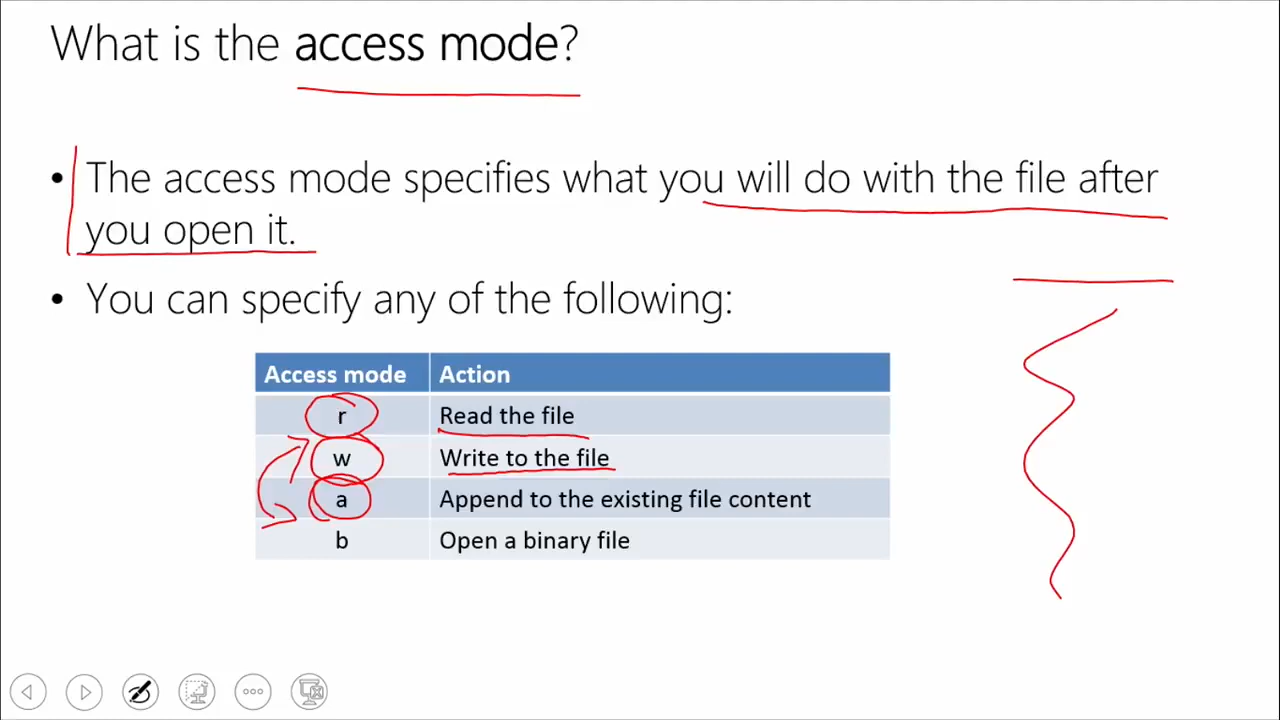 What is the access mode?
• The access mode specifies what you will do with the file after
you open it.
• You can specify any of the following:
Access mode Action
r Read the file
w Write to the file
a Append to the existing file content
b Open a binary file